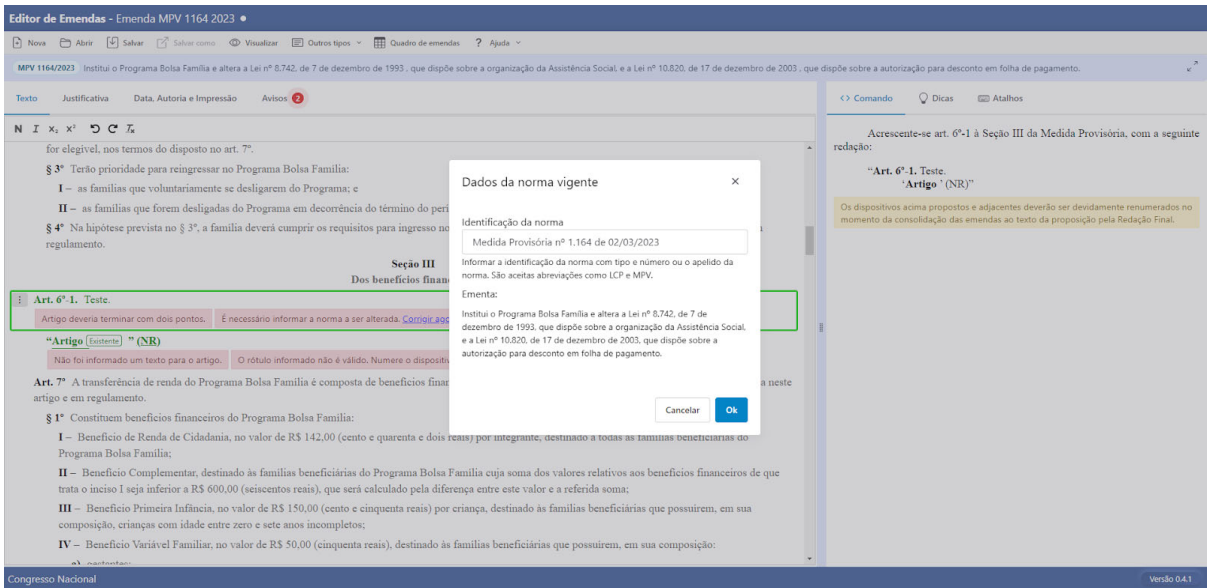 Editor de Emendas - Emenda MPV 1164 2023 ●
Nova Abrir Salvar Salvar como Visualizar Outros tipos Quadro de emendas ? Ajuda
MPV 1164/2023 Institui o Programa Bolsa Família e altera a Lei nº 8.742, de 7 de dezembro de 1993 , que dispõe sobre a organização da Assistência Social, e a Lei nº 10.820, de 17 de dezembro de 2003 , que dispõe sobre a autorização para desconto em folha de pagamento.
Texto Justificativa Data, Autoria e Impressão Avisos 2
N I X₂ X²
for elegível, nos termos do disposto no art. 7º.
§ 3º Terão prioridade para reingressar no Programa Bolsa Família:
I – as famílias que voluntariamente se desligarem do Programa; e
II – as famílias que forem desligadas do Programa em decorrência do término do perí
§ 4º Na hipótese prevista no § 3º, a família deverá cumprir os requisitos para ingresso no
regulamento.
Seção III
Dos benefícios finan
Art. 6º-1. Teste.
Artigo deveria terminar com dois pontos. É necessário informar a norma a ser alterada. Corrigir ago
“Artigo Existente ” (NR)
Não foi informado um texto para o artigo. O rótulo informado não é válido. Numere o dispositiv
Art. 7º A transferência de renda do Programa Bolsa Família é composta de benefícios finan a neste
artigo e em regulamento.
§ 1º Constituem benefícios financeiros do Programa Bolsa Família:
I – Benefício de Renda de Cidadania, no valor de R$ 142,00 (cento e quarenta e dois reais) por integrante, destinado a todas as famílias beneficiárias do
Programa Bolsa Família;
II – Benefício Complementar, destinado às famílias beneficiárias do Programa Bolsa Família cuja soma dos valores relativos aos benefícios financeiros de que
trata o inciso I seja inferior a R$ 600,00 (seiscentos reais), que será calculado pela diferença entre este valor e a referida soma;
III – Benefício Primeira Infância, no valor de R$ 150,00 (cento e cinquenta reais) por criança, destinado às famílias beneficiárias que possuírem, em sua
composição, crianças com idade entre zero e sete anos incompletos;
IV – Benefício Variável Familiar, no valor de R$ 50,00 (cinquenta reais), destinado às famílias beneficiárias que possuírem, em sua composição:
a) gestantes;
Dados da norma vigente
Identificação da norma
Medida Provisória nº 1.164 de 02/03/2023
Informar a identificação da norma com tipo e número ou o apelido da
norma. São aceitas abreviações como LCP e MPV.
Ementa:
Institui o Programa Bolsa Família e altera a Lei nº 8.742, de 7 de
dezembro de 1993, que dispõe sobre a organização da Assistência Social,
e a Lei nº 10.820, de 17 de dezembro de 2003, que dispõe sobre a
autorização para desconto em folha de pagamento.
Cancelar Ok
<> Comando Dicas Atalhos
Acrescente-se art. 6º-1 à Seção III da Medida Provisória, com a seguinte
redação:
“Art. 6º-1. Teste.
‘Artigo ’ (NR)”
Os dispositivos acima propostos e adjacentes deverão ser devidamente renumerados no
momento da consolidação das emendas ao texto da proposição pela Redação Final.
Congresso Nacional Versão 0.4.1